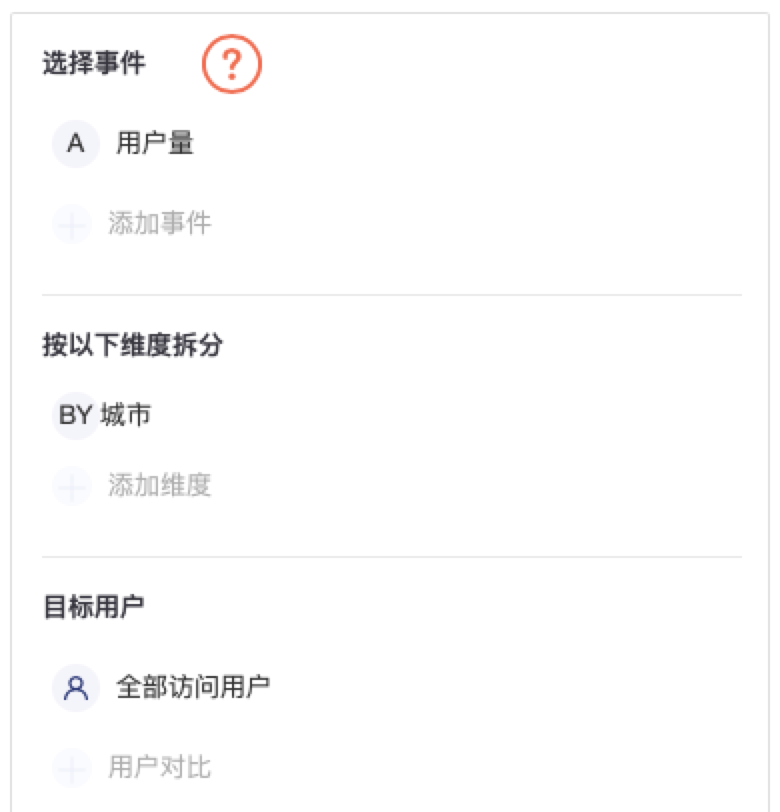 选择事件 ?
A 用户量
添加事件
按以下维度拆分
BY 城市
添加维度
目标用户
全部访问用户
用户对比